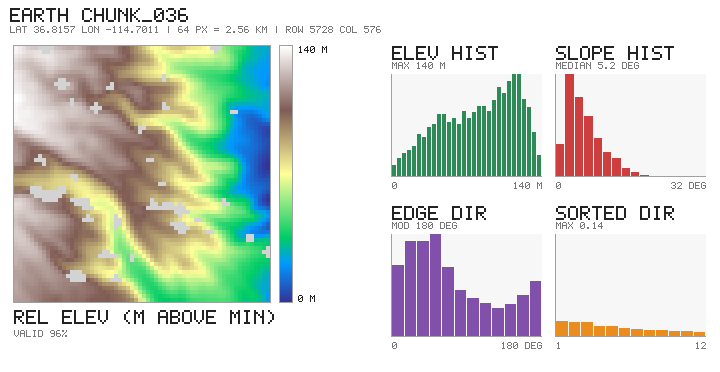 EARTH CHUNK_036
LAT 36.8157 LON -114.7011 | 64 PX = 2.56 KM | ROW 5728 COL 576
140 M
0 M
REL ELEV (M ABOVE MIN)
VALID 96%
ELEV HIST
MAX 140 M
0 140 M
SLOPE HIST
MEDIAN 5.2 DEG
0 32 DEG
EDGE DIR
MOD 180 DEG
0 180 DEG
SORTED DIR
MAX 0.14
1 12